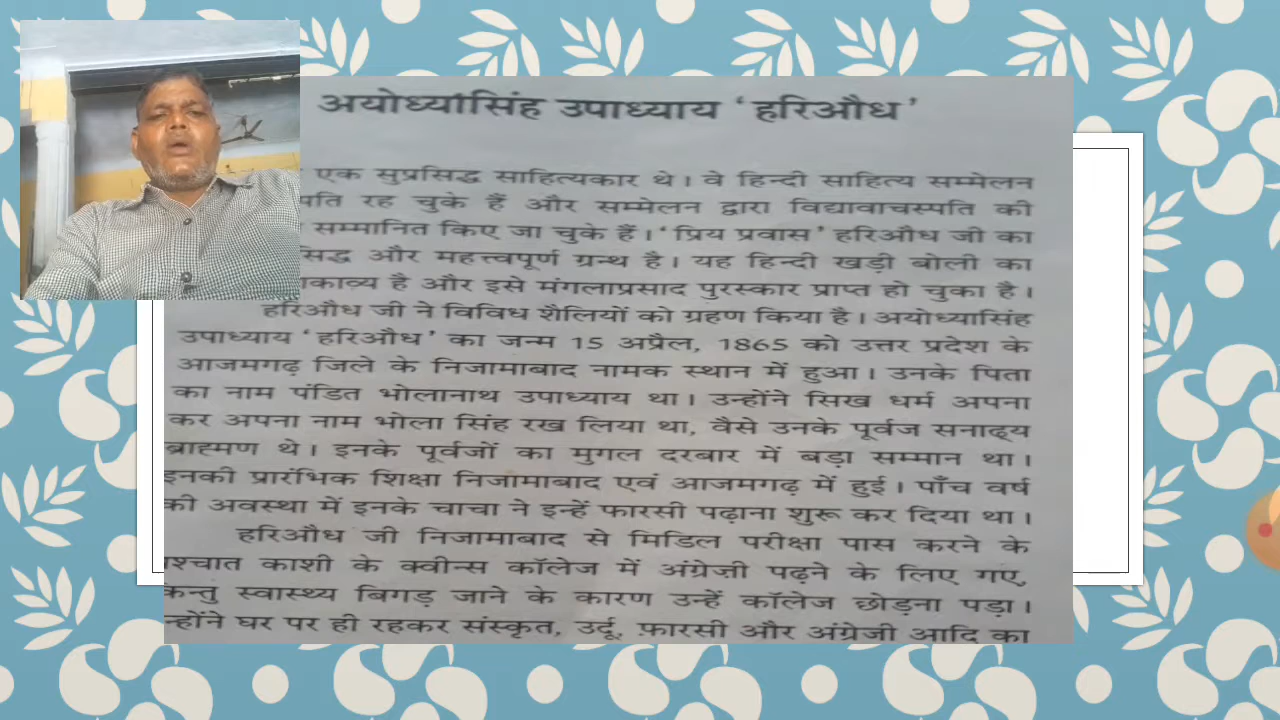 अयोध्यासिंह उपाध्याय ‘हरिऔध’
एक सुप्रसिद्ध साहित्यकार थे। वे हिन्दी साहित्य सम्मेलन
रह चुके हैं और सम्मेलन द्वारा विद्यावाचस्पति की
सम्मानित किए जा चुके हैं। ‘प्रिय प्रवास’ हरिऔध जी का
और महत्त्वपूर्ण ग्रन्थ है। यह हिन्दी खड़ी बोली का
है और इसे मंगलाप्रसाद पुरस्कार प्राप्त हो चुका है।
हरिऔध जी ने विविध शैलियों को ग्रहण किया है। अयोध्यासिंह
उपाध्याय ‘हरिऔध’ का जन्म 15 अप्रैल, 1865 को उत्तर प्रदेश के
आजमगढ़ जिले के निजामाबाद नामक स्थान में हुआ। उनके पिता
का नाम पंडित भोलानाथ उपाध्याय था। उन्होंने सिख धर्म अपना
कर अपना नाम भोला सिंह रख लिया था, वैसे उनके पूर्वज सनाढ्य
ब्राह्मण थे। इनके पूर्वजों का मुगल दरबार में बड़ा सम्मान था।
इनकी प्रारंभिक शिक्षा निजामाबाद एवं आजमगढ़ में हुई। पाँच वर्ष
की अवस्था में इनके चाचा ने इन्हें फारसी पढ़ाना शुरू कर दिया था।
हरिऔध जी निजामाबाद से मिडिल परीक्षा पास करने के
काशी के क्वीन्स कॉलेज में अंग्रेज़ी पढ़ने के लिए गए,
स्वास्थ्य बिगड़ जाने के कारण उन्हें कॉलेज छोड़ना पड़ा।
घर पर ही रहकर संस्कृत, उर्दू, फ़ारसी और अंग्रेजी आदि का